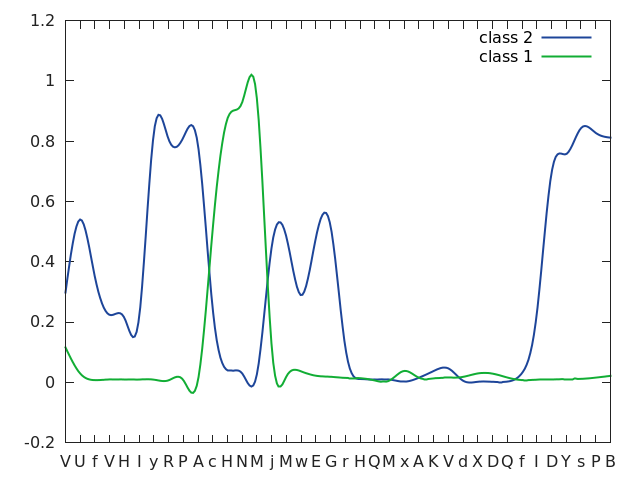 1.2
1
0.8
0.6
0.4
0.2
0
-0.2
class 2
class 1
V U f V H I y R P A c H N M j M w E G r H Q M x A K V d X D Q f I D Y s P B